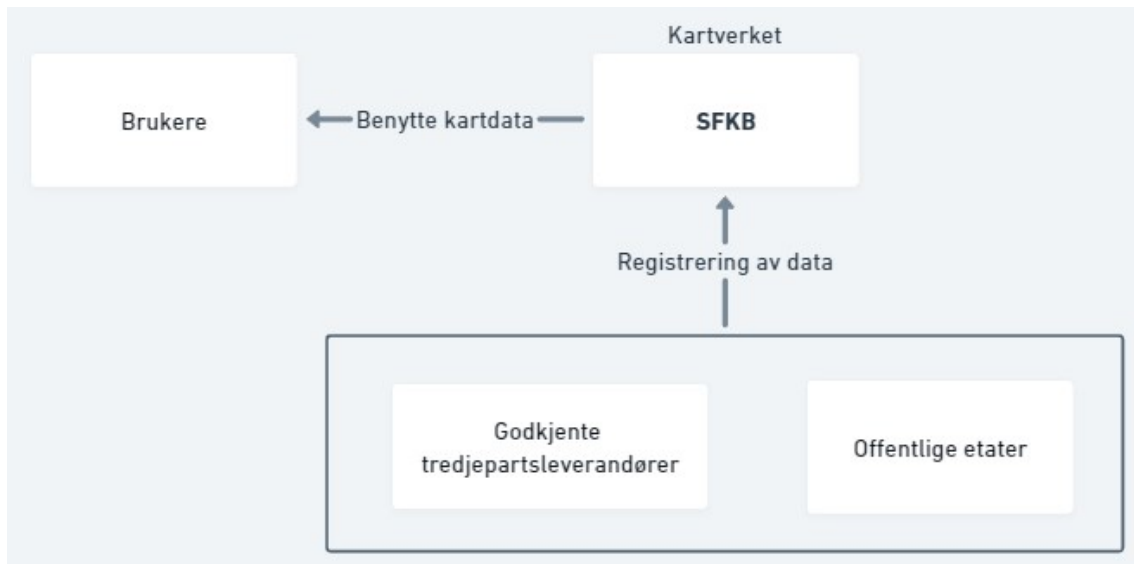 Kartverket
Brukere
Benytte kartdata
SFKB
Registrering av data
Godkjente
tredjepartsleverandører
Offentlige etater